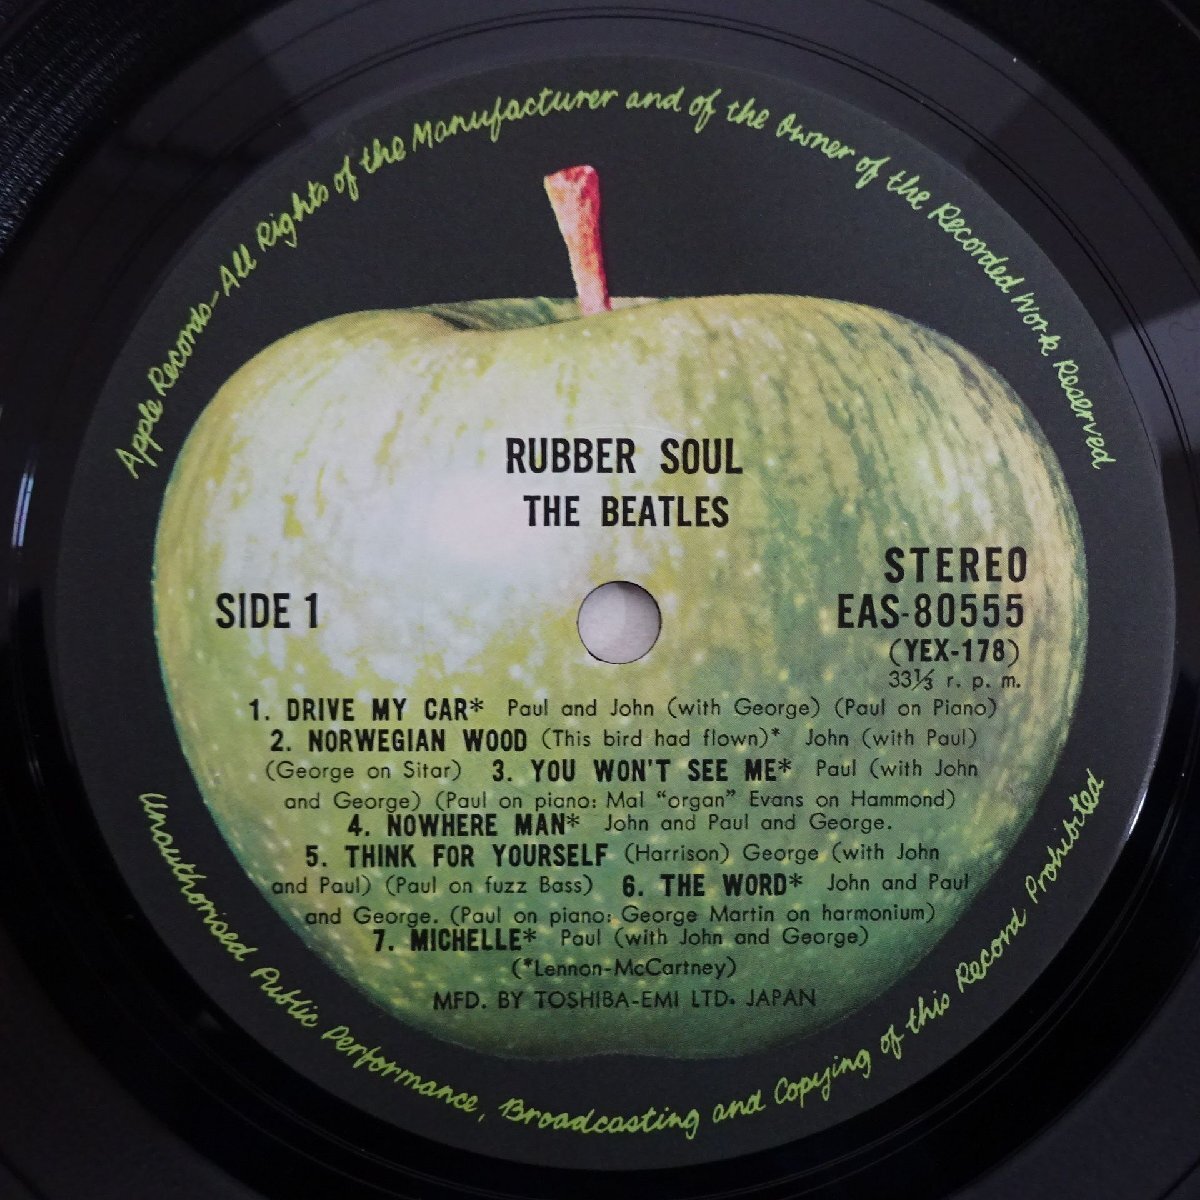 Apple Records-All Rights of the Manufacturer and of the Owner of the Recorded Work Reserved
RUBBER SOUL
THE BEATLES
SIDE 1
STEREO
EAS-80555
(YEX-178)
33⅓ r. p. m.
1. DRIVE MY CAR* Paul and John (with George) (Paul on Piano)
2. NORWEGIAN WOOD (This bird had flown)* John (with Paul)
(George on Sitar) 3. YOU WON'T SEE ME* Paul (with John
and George) (Paul on piano: Mal "organ" Evans on Hammond)
4. NOWHERE MAN* John and Paul and George.
5. THINK FOR YOURSELF (Harrison) George (with John
and Paul) (Paul on fuzz Bass) 6. THE WORD* John and Paul
and George. (Paul on piano: George Martin on harmonium)
7. MICHELLE* Paul (with John and George)
(*Lennon-McCartney)
MFD. BY TOSHIBA-EMI LTD. JAPAN
Unauthorised Public Performance, Broadcasting and Copying of this Record Prohibited